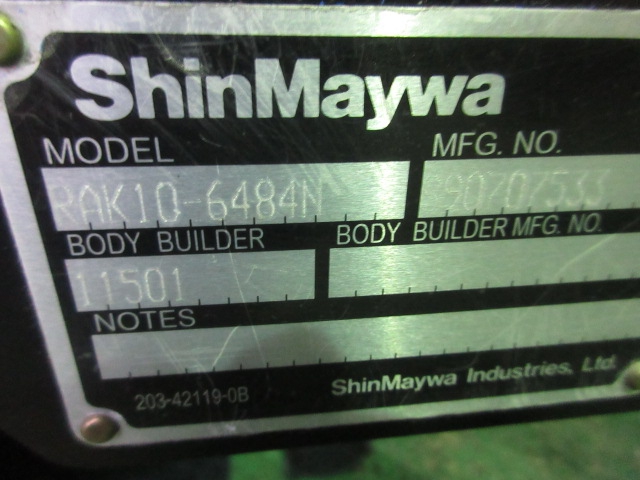 ShinMaywa
MODEL MFG. NO.
RAK10-6484N 90707533
BODY BUILDER BODY BUILDER MFG. NO.
11501
NOTES
203-42119-0B ShinMaywa Industries, Ltd.